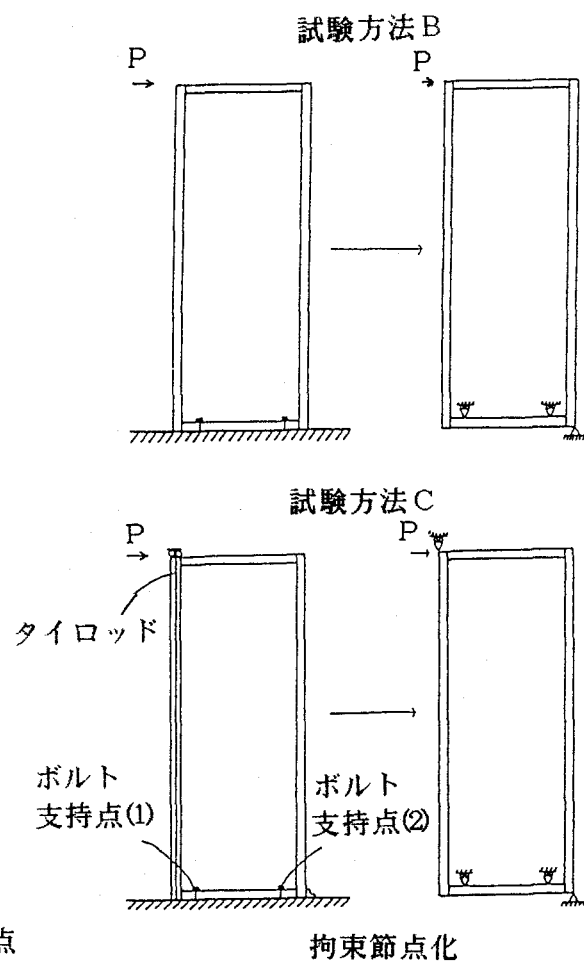 試験方法B
P
P
試験方法C
P
P
タイロッド
ボルト
支持点(1)
ボルト
支持点(2)
点
拘束節点化